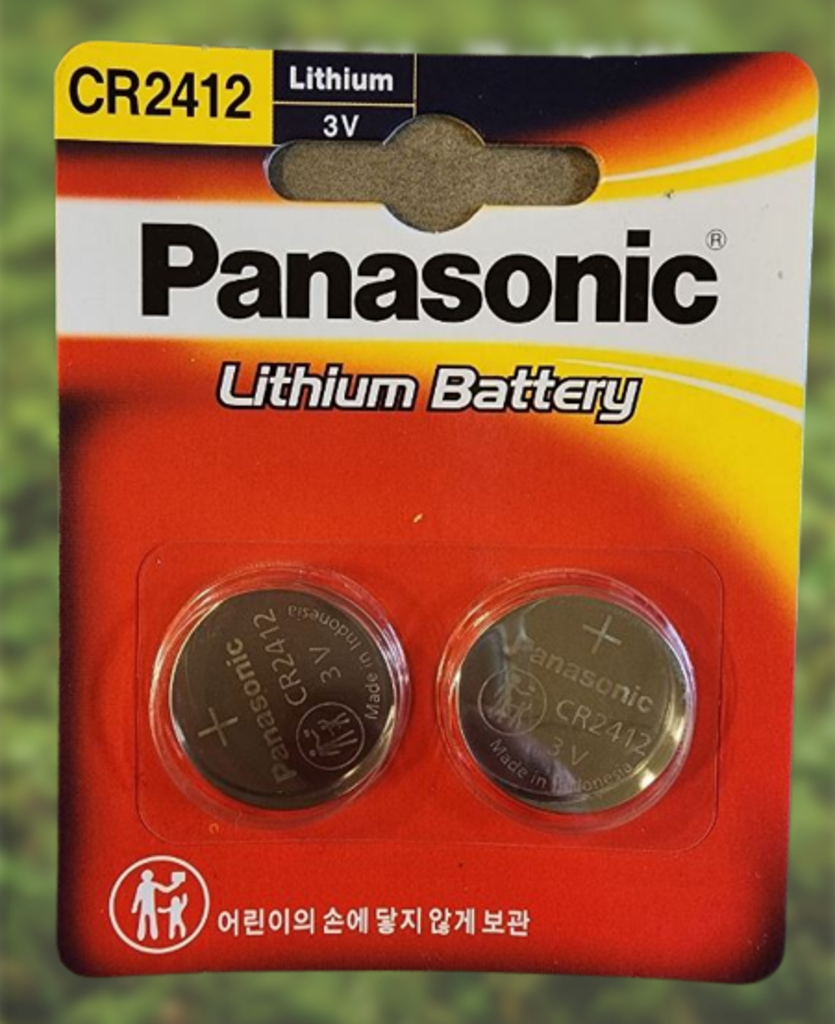 CR2412
Lithium
3V
Panasonic®
Lithium Battery
Panasonic
CR2412
3V
Made in Indonesia
+
+
Panasonic
CR2412
3V
Made in Indonesia
어린이의 손에 닿지 않게 보관